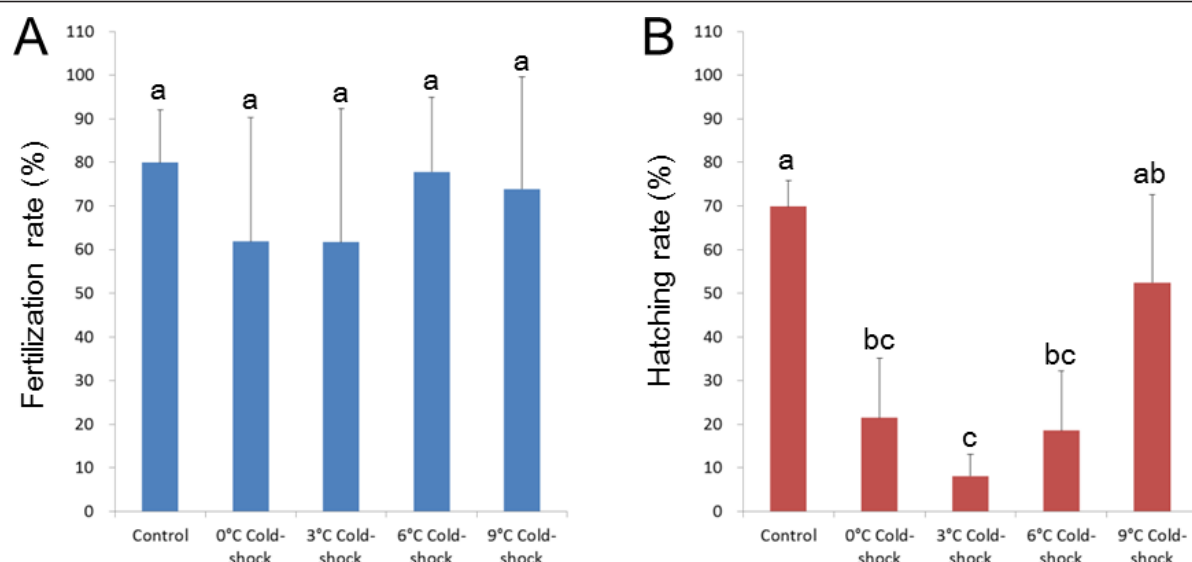 A
Fertilization rate (%)
110
100
90
80
70
60
50
40
30
20
10
0
a
a
a
a
a
Control
0°C Cold-
shock
3°C Cold-
shock
6°C Cold-
shock
9°C Cold-
shock
B
Hatching rate (%)
110
100
90
80
70
60
50
40
30
20
10
0
a
bc
c
bc
ab
Control
0°C Cold-
shock
3°C Cold-
shock
6°C Cold-
shock
9°C Cold-
shock